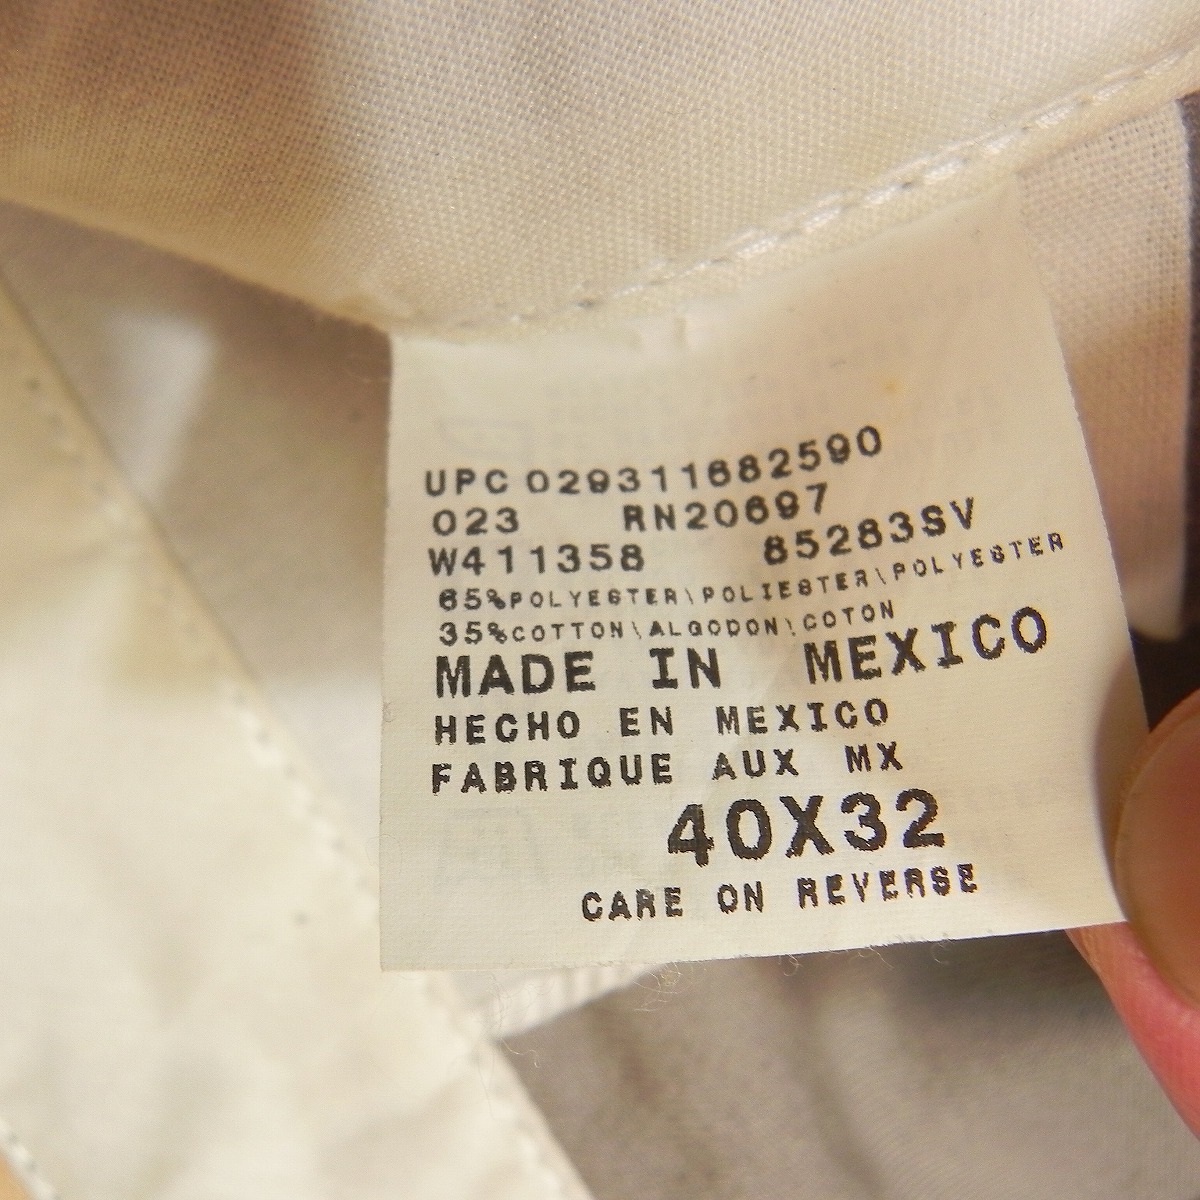 UPC 029311682590
023 RN20697
W411358 85283SV
65%POLYESTER\POLIESTER\POLYESTER
35%COTTON\ALGODON\COTON
MADE IN MEXICO
HECHO EN MEXICO
FABRIQUE AUX MX
40X32
CARE ON REVERSE